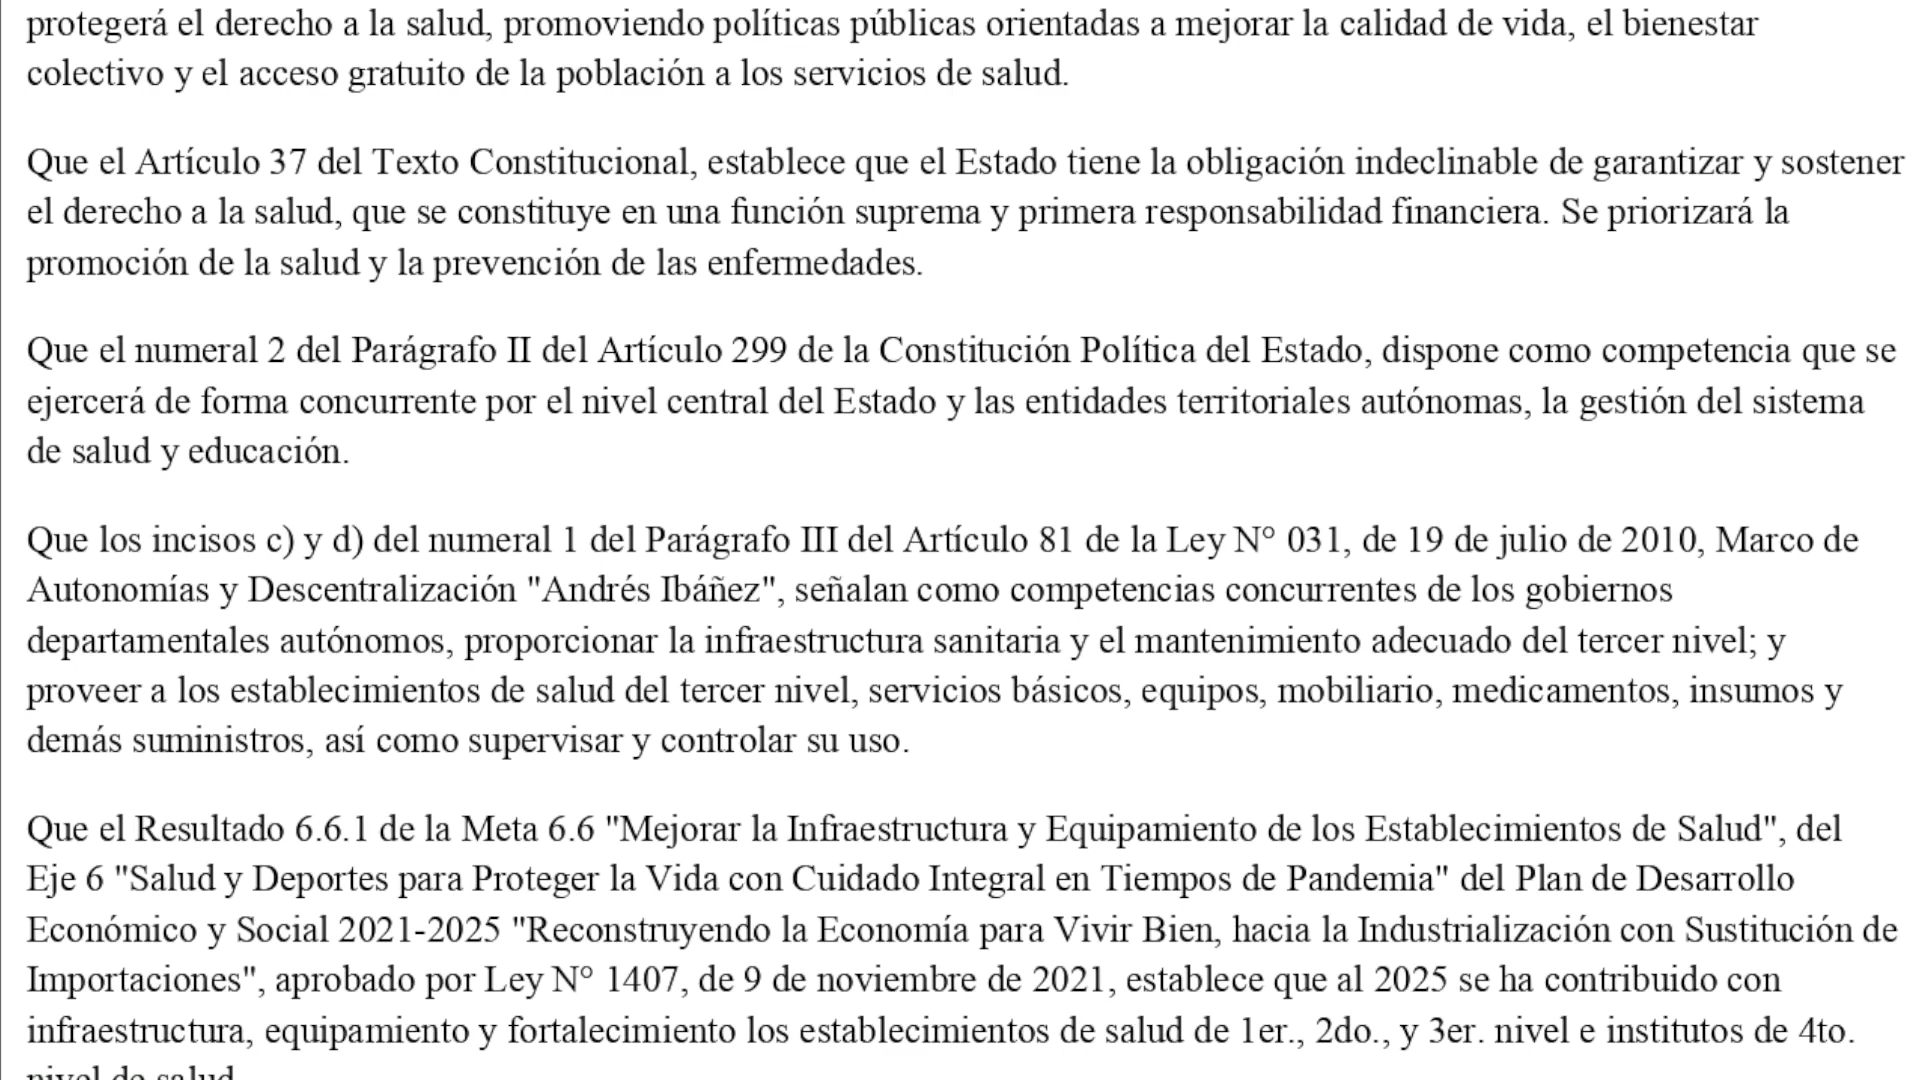 protegerá el derecho a la salud, promoviendo políticas públicas orientadas a mejorar la calidad de vida, el bienestar
colectivo y el acceso gratuito de la población a los servicios de salud.
Que el Artículo 37 del Texto Constitucional, establece que el Estado tiene la obligación indeclinable de garantizar y sostener
el derecho a la salud, que se constituye en una función suprema y primera responsabilidad financiera. Se priorizará la
promoción de la salud y la prevención de las enfermedades.
Que el numeral 2 del Parágrafo II del Artículo 299 de la Constitución Política del Estado, dispone como competencia que se
ejercerá de forma concurrente por el nivel central del Estado y las entidades territoriales autónomas, la gestión del sistema
de salud y educación.
Que los incisos c) y d) del numeral 1 del Parágrafo III del Artículo 81 de la Ley N° 031, de 19 de julio de 2010, Marco de
Autonomías y Descentralización "Andrés Ibáñez", señalan como competencias concurrentes de los gobiernos
departamentales autónomos, proporcionar la infraestructura sanitaria y el mantenimiento adecuado del tercer nivel; y
proveer a los establecimientos de salud del tercer nivel, servicios básicos, equipos, mobiliario, medicamentos, insumos y
demás suministros, así como supervisar y controlar su uso.
Que el Resultado 6.6.1 de la Meta 6.6 "Mejorar la Infraestructura y Equipamiento de los Establecimientos de Salud", del
Eje 6 "Salud y Deportes para Proteger la Vida con Cuidado Integral en Tiempos de Pandemia" del Plan de Desarrollo
Económico y Social 2021-2025 "Reconstruyendo la Economía para Vivir Bien, hacia la Industrialización con Sustitución de
Importaciones", aprobado por Ley N° 1407, de 9 de noviembre de 2021, establece que al 2025 se ha contribuido con
infraestructura, equipamiento y fortalecimiento los establecimientos de salud de 1er., 2do., y 3er. nivel e institutos de 4to.
nivel de salud